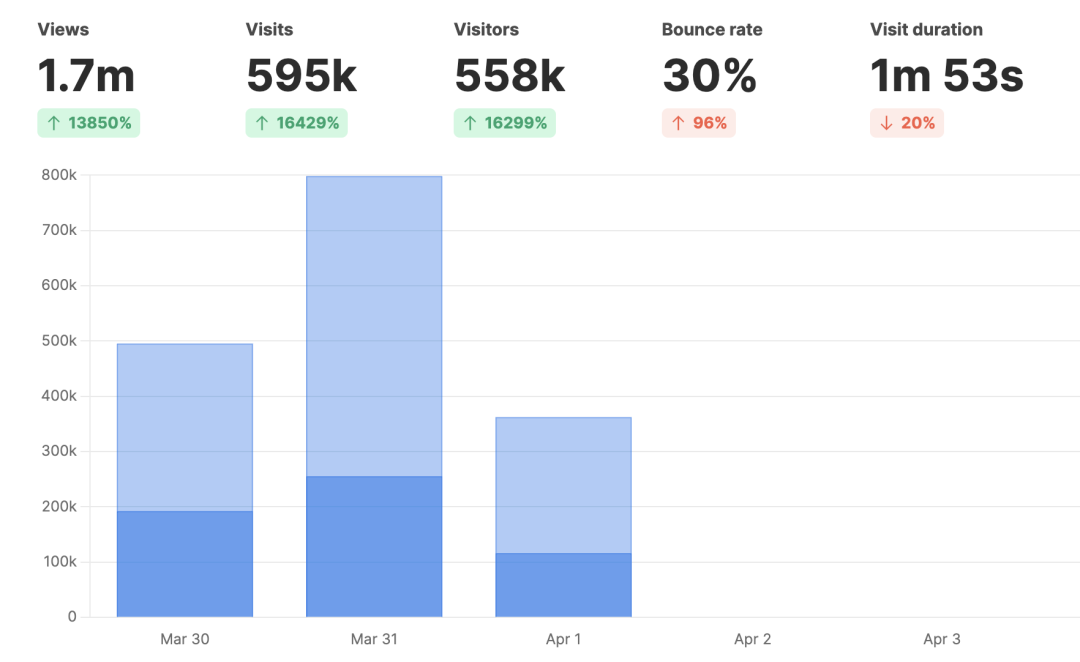 Views Visits Visitors Bounce rate Visit duration
1.7m 595k 558k 30% 1m 53s
↑ 13850% ↑ 16429% ↑ 16299% ↑ 96% ↓ 20%
800k
700k
600k
500k
400k
300k
200k
100k
0
Mar 30 Mar 31 Apr 1 Apr 2 Apr 3